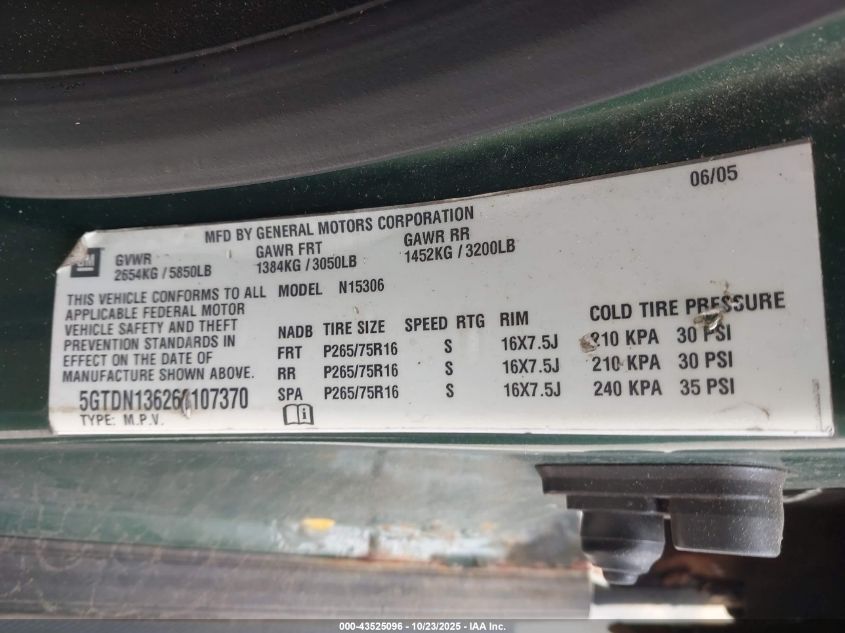 06/05
MFD BY GENERAL MOTORS CORPORATION
GM
GVWR GAWR FRT GAWR RR
2654KG / 5850LB 1384KG / 3050LB 1452KG / 3200LB
THIS VEHICLE CONFORMS TO ALL
APPLICABLE FEDERAL MOTOR
VEHICLE SAFETY AND THEFT
PREVENTION STANDARDS IN
EFFECT ON THE DATE OF
MANUFACTURE SHOWN ABOVE.
5GTDN136268107370
TYPE: M.P.V.
MODEL N15306
NADB TIRE SIZE SPEED RTG RIM COLD TIRE PRESSURE
FRT P265/75R16 S 16X7.5J 210 KPA 30 PSI
RR P265/75R16 S 16X7.5J 210 KPA 30 PSI
SPA P265/75R16 S 16X7.5J 240 KPA 35 PSI
000-43525096 - 10/23/2025 - IAA Inc.